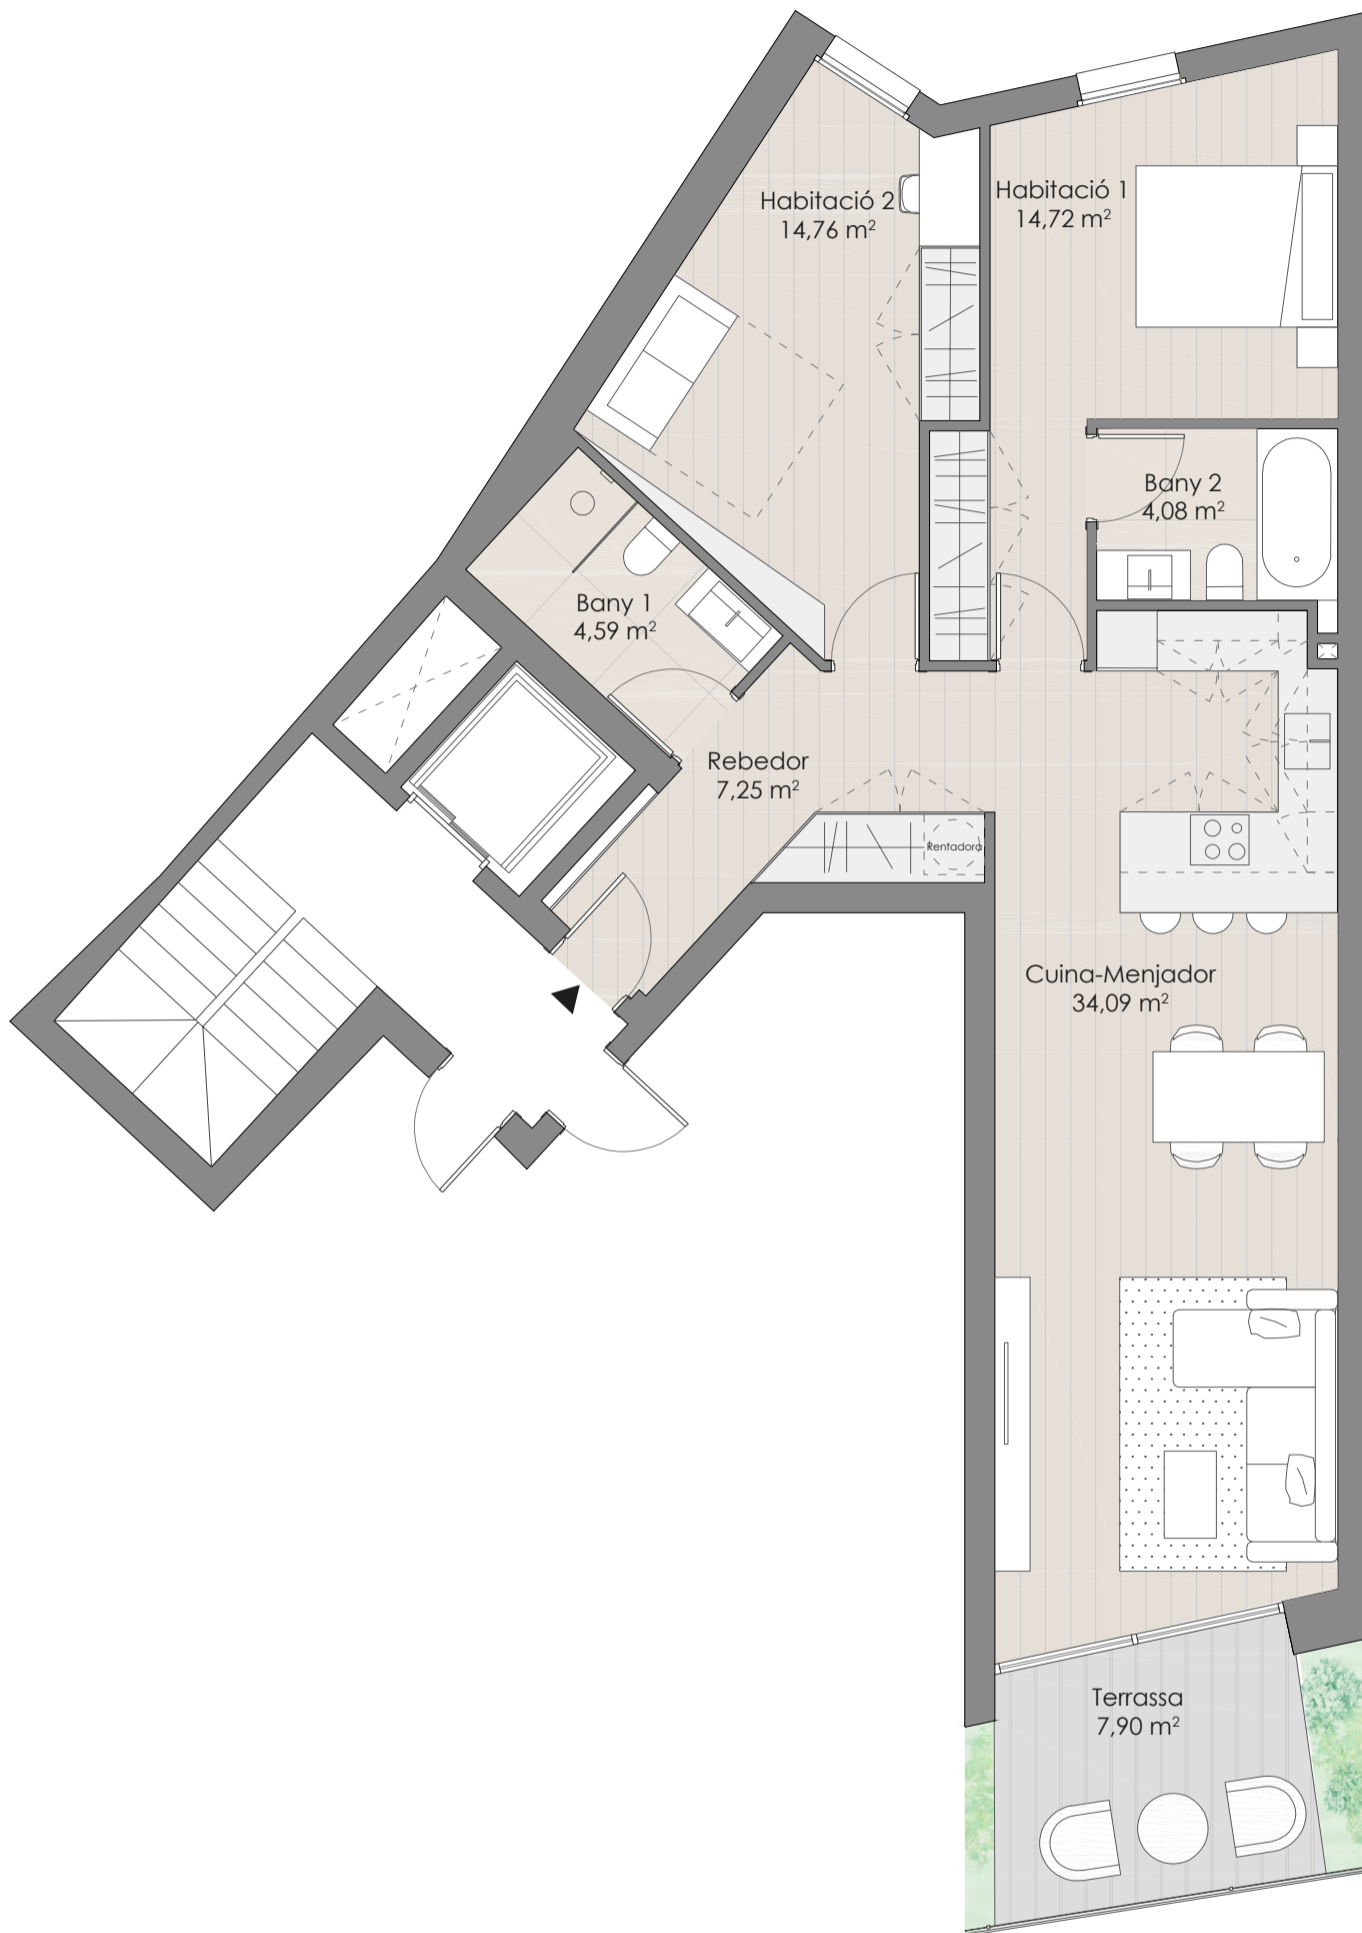 Habitació 2
14,76 m²
Habitació 1
14,72 m²
Bany 2
4,08 m²
Bany 1
4,59 m²
Rebedor
7,25 m²
Rentadora
Cuina-Menjador
34,09 m²
Terrassa
7,90 m²